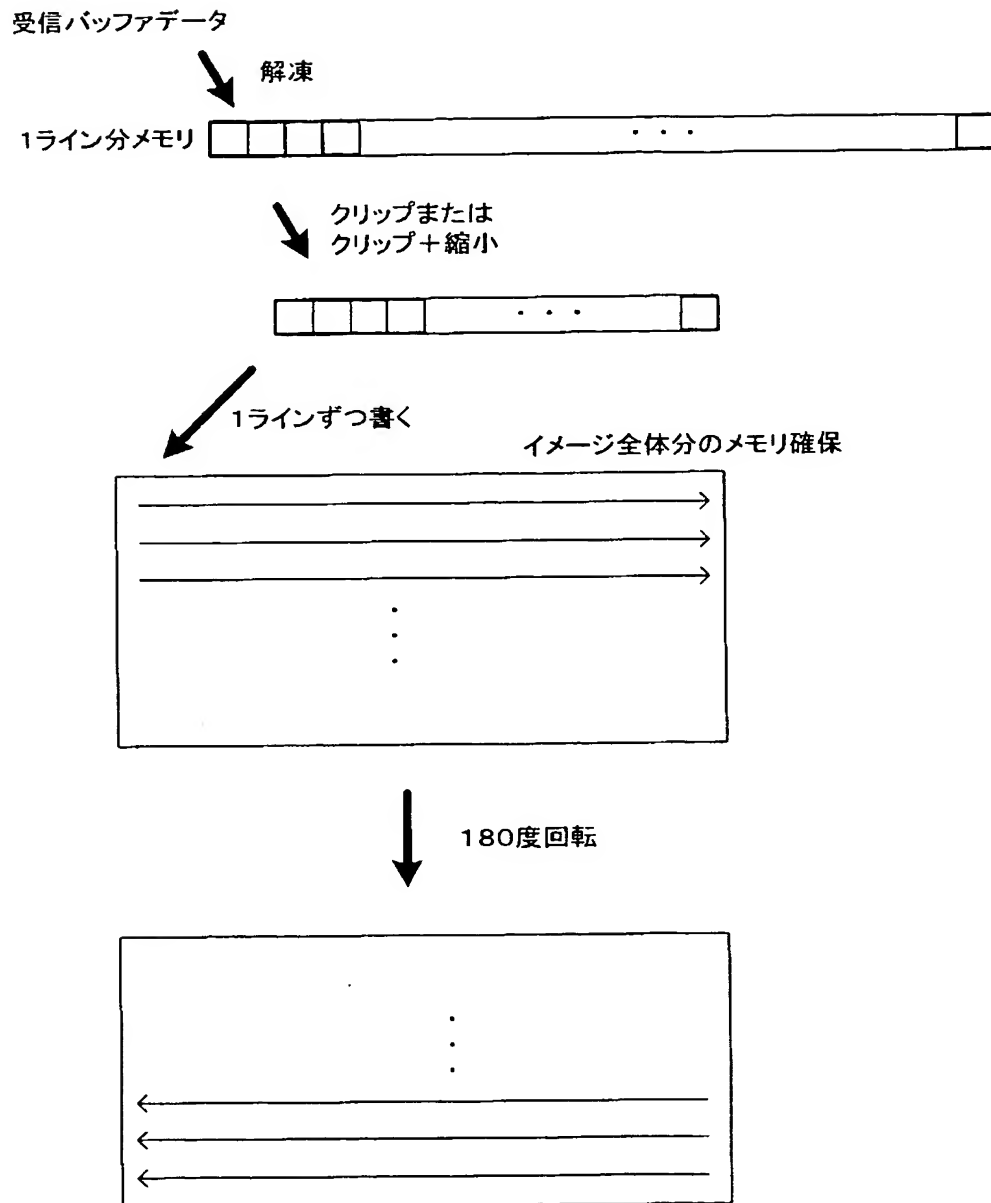 受信バッファデータ
解凍
1ライン分メモリ
・・・
クリップまたは
クリップ＋縮小
・・・
1ラインずつ書く
イメージ全体分のメモリ確保
180度回転